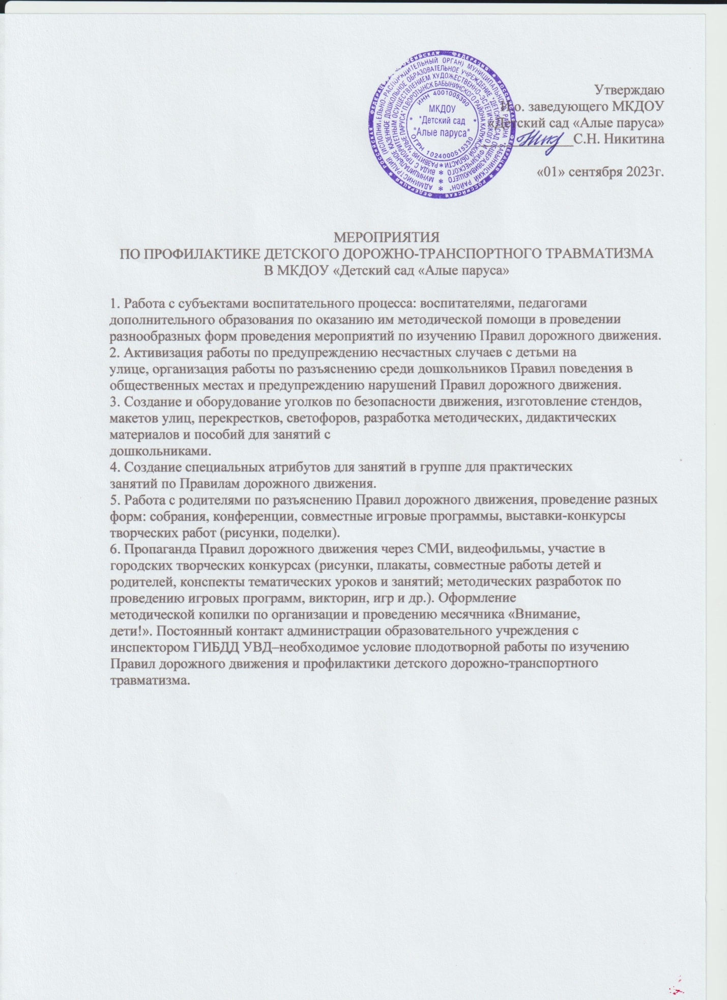 Утверждаю
И.о. заведующего МКДОУ
«Детский сад «Алые паруса»
С.Н. Никитина
«01» сентября 2023г.
ИНН 4001005390
МКДОУ
"Детский сад
"Алые паруса"
ОГРН 1024000515330
МЕРОПРИЯТИЯ
ПО ПРОФИЛАКТИКЕ ДЕТСКОГО ДОРОЖНО-ТРАНСПОРТНОГО ТРАВМАТИЗМА
В МКДОУ «Детский сад «Алые паруса»
1. Работа с субъектами воспитательного процесса: воспитателями, педагогами
дополнительного образования по оказанию им методической помощи в проведении
разнообразных форм проведения мероприятий по изучению Правил дорожного движения.
2. Активизация работы по предупреждению несчастных случаев с детьми на
улице, организация работы по разъяснению среди дошкольников Правил поведения в
общественных местах и предупреждению нарушений Правил дорожного движения.
3. Создание и оборудование уголков по безопасности движения, изготовление стендов,
макетов улиц, перекрестков, светофоров, разработка методических, дидактических
материалов и пособий для занятий с
дошкольниками.
4. Создание специальных атрибутов для занятий в группе для практических
занятий по Правилам дорожного движения.
5. Работа с родителями по разъяснению Правил дорожного движения, проведение разных
форм: собрания, конференции, совместные игровые программы, выставки-конкурсы
творческих работ (рисунки, поделки).
6. Пропаганда Правил дорожного движения через СМИ, видеофильмы, участие в
городских творческих конкурсах (рисунки, плакаты, совместные работы детей и
родителей, конспекты тематических уроков и занятий; методических разработок по
проведению игровых программ, викторин, игр и др.). Оформление
методической копилки по организации и проведению месячника «Внимание,
дети!». Постоянный контакт администрации образовательного учреждения с
инспектором ГИБДД УВД–необходимое условие плодотворной работы по изучению
Правил дорожного движения и профилактики детского дорожно-транспортного
травматизма.